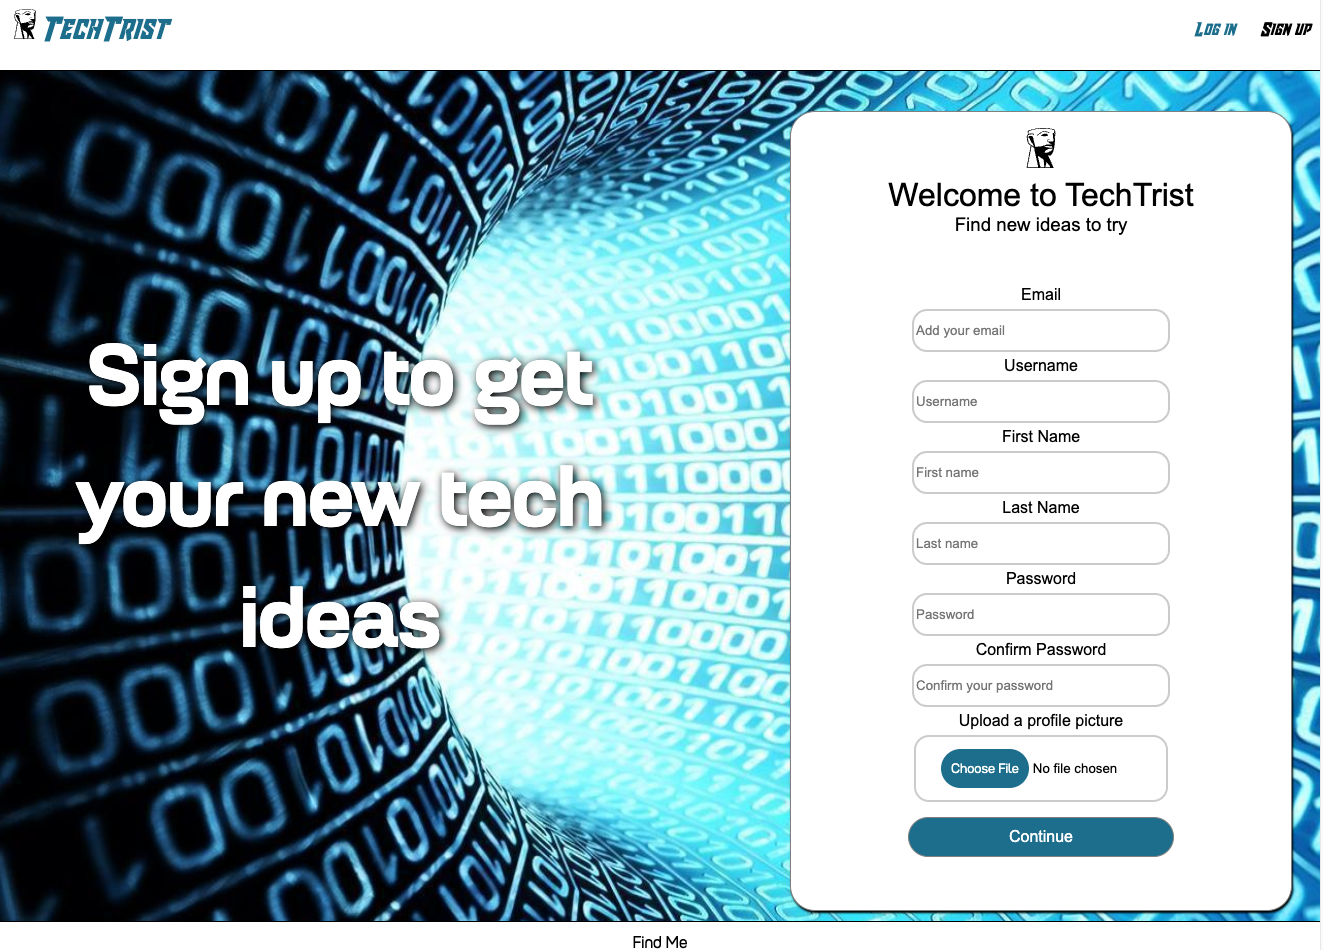 TechTrist
Log in
Sign up
Welcome to TechTrist
Find new ideas to try
Sign up to get
your new tech
ideas
Email
Add your email
Username
Username
First Name
First name
Last Name
Last name
Password
Password
Confirm Password
Confirm your password
Upload a profile picture
Choose File No file chosen
Continue
Find Me